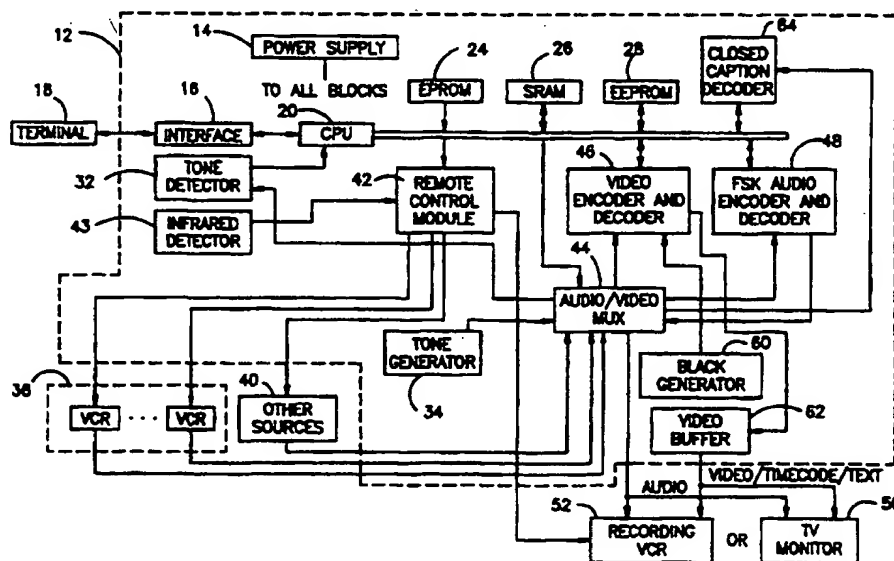 12
14
POWER SUPPLY
TO ALL BLOCKS
24
EPROM
26
SRAM
28
EEPROM
64
CLOSED
CAPTION
DECODER
18
TERMINAL
16
INTERFACE
20
CPU
32
TONE
DETECTOR
43
INFRARED
DETECTOR
42
REMOTE
CONTROL
MODULE
46
VIDEO
ENCODER AND
DECODER
48
FSK AUDIO
ENCODER AND
DECODER
44
AUDIO/VIDEO
MUX
TONE
GENERATOR
34
60
BLACK
GENERATOR
62
VIDEO
BUFFER
36
VCR
VCR
40
OTHER
SOURCES
VIDEO/TIMECODE/TEXT
AUDIO
52
RECORDING
VCR
OR
TV
MONITOR